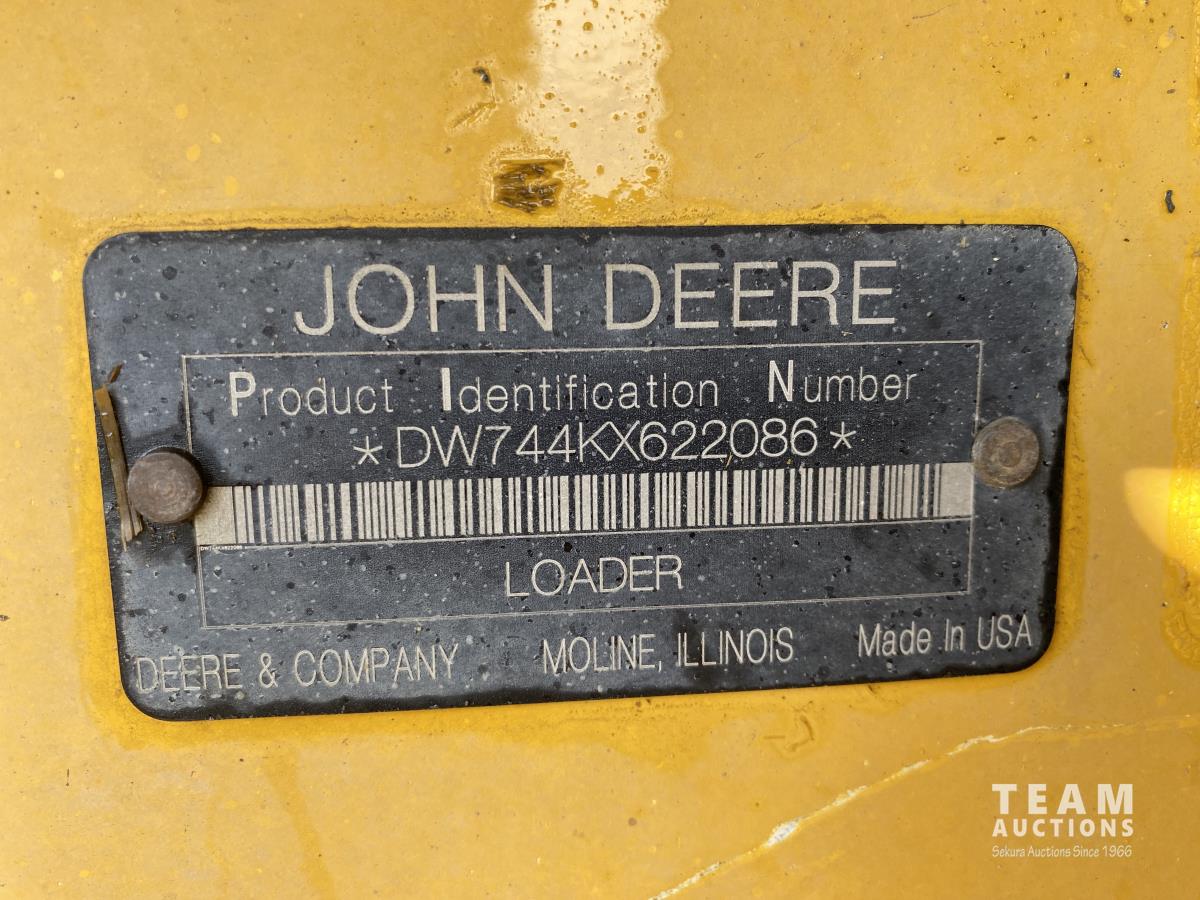 JOHN DEERE
Product Identification Number
*DW744KX622086*
DW744KX622086
LOADER
DEERE & COMPANY MOLINE, ILLINOIS Made In USA
TEAM
AUCTIONS
Sekura Auctions Since 1966